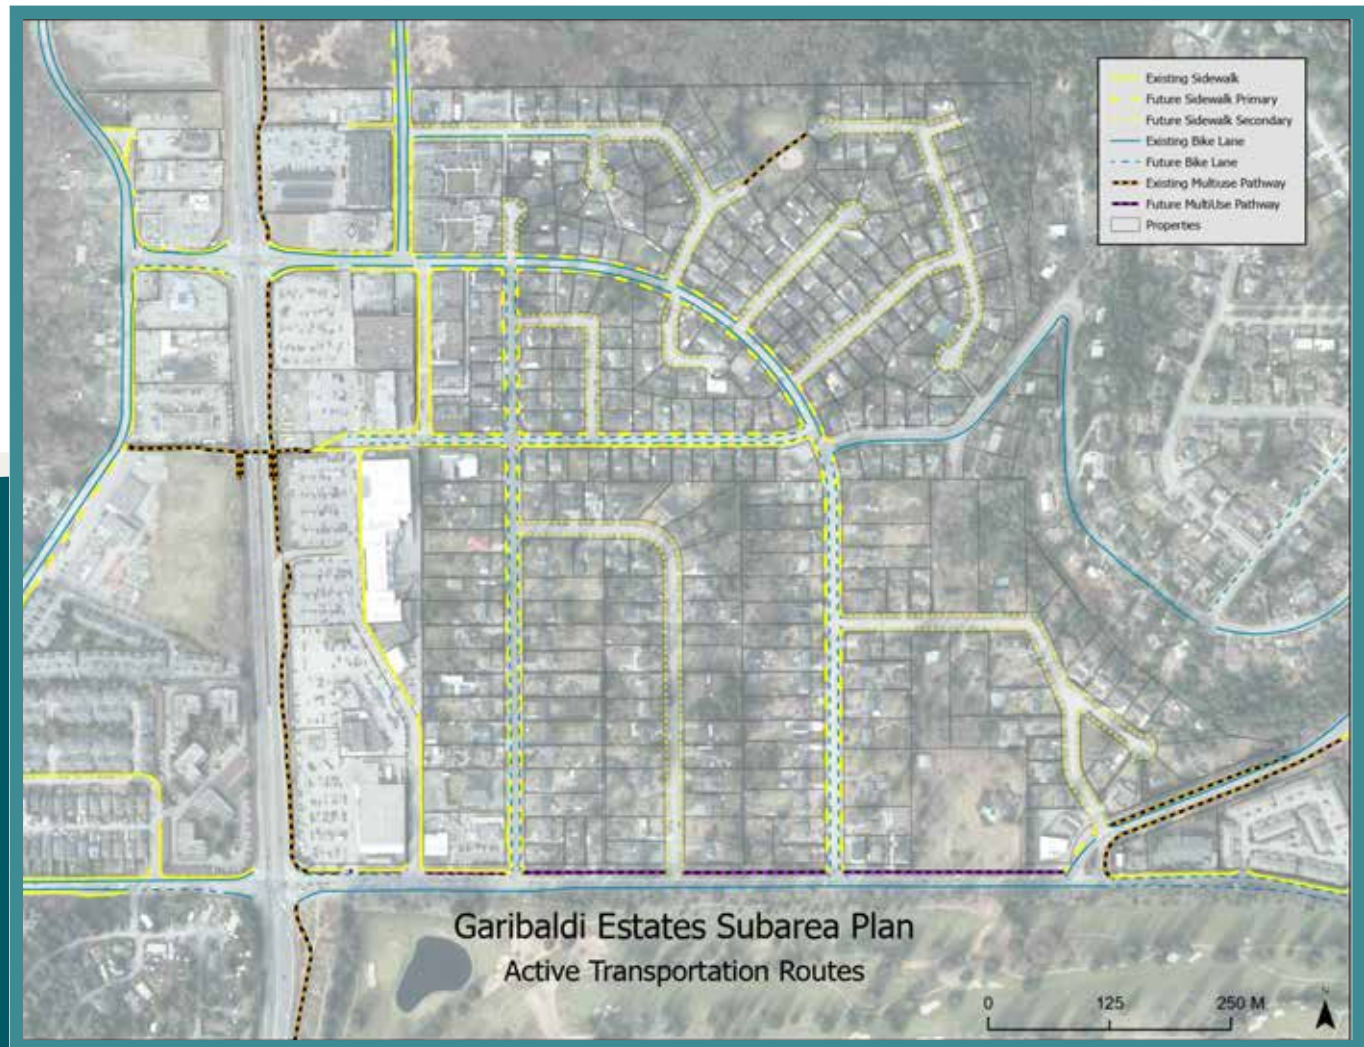 Existing Sidewalk
Future Sidewalk Primary
Future Sidewalk Secondary
Existing Bike Lane
Future Bike Lane
Existing Multiuse Pathway
Future MultiUse Pathway
Properties
Garibaldi Estates Subarea Plan
Active Transportation Routes
0 125 250 M